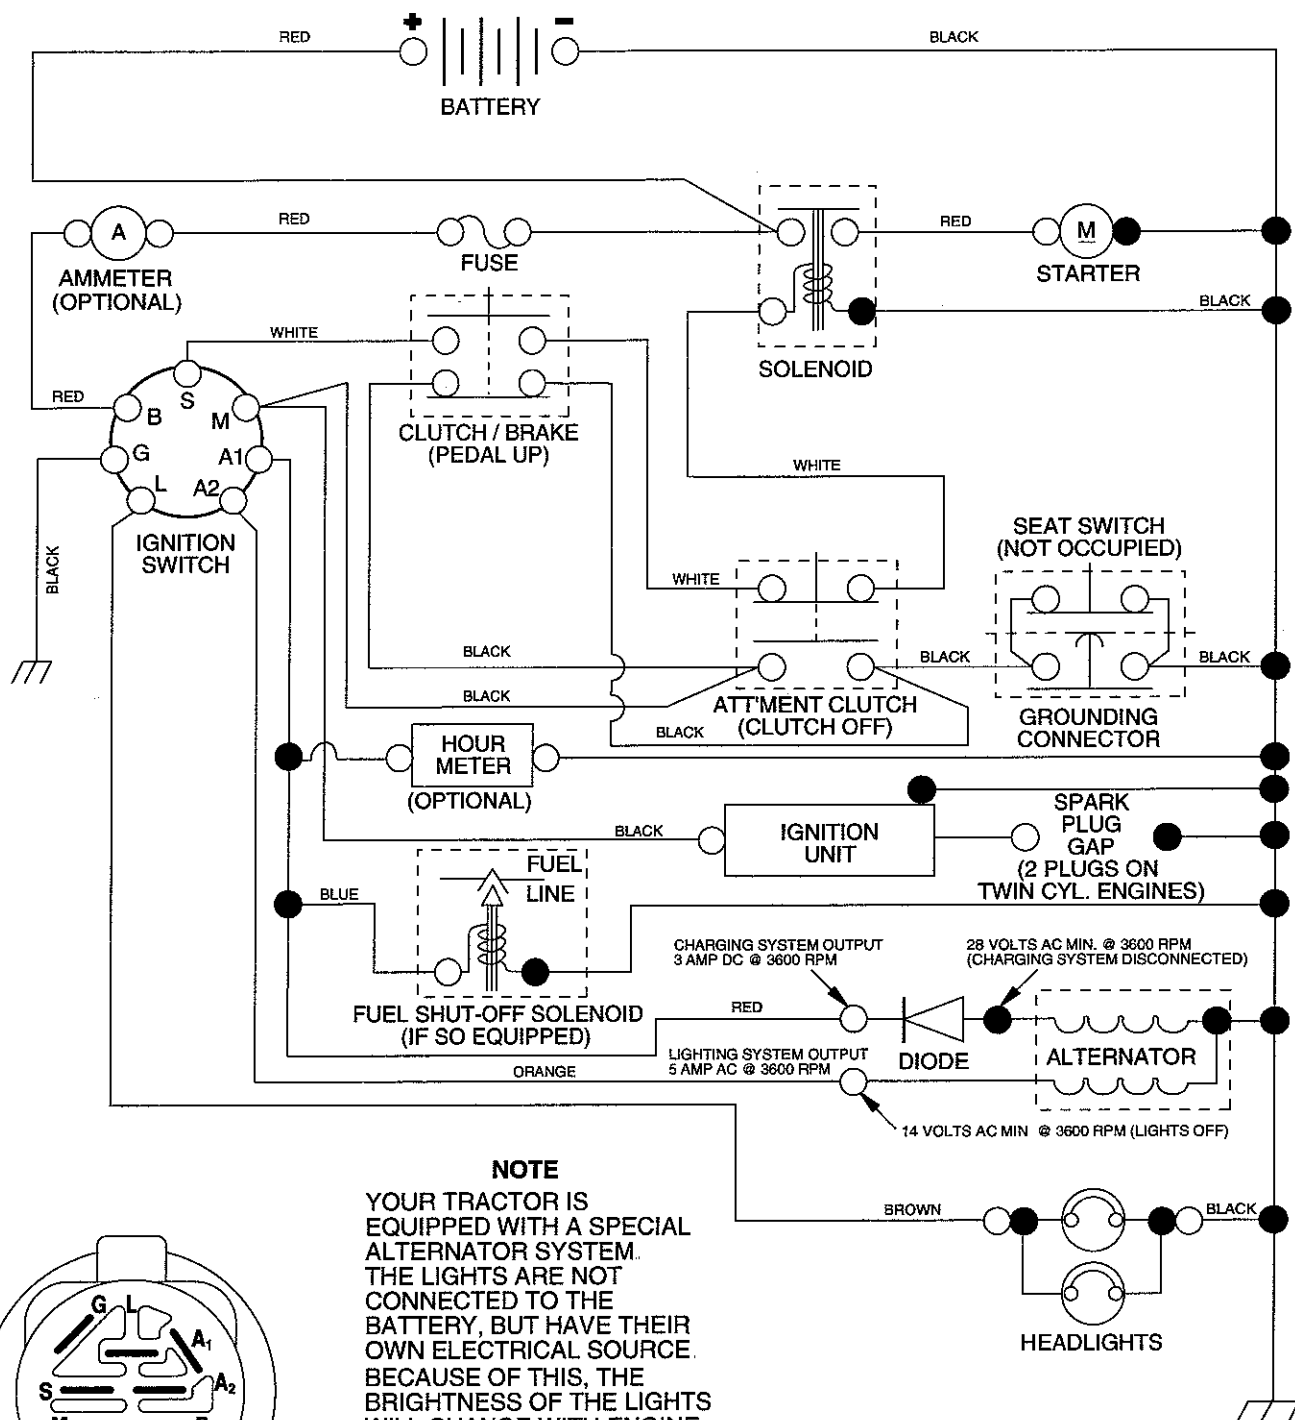 + −
RED
BLACK
BATTERY
RED
A
RED
M
AMMETER
(OPTIONAL)
FUSE
STARTER
WHITE
BLACK
SOLENOID
RED
S
B
M
G
A1
L
A2
CLUTCH / BRAKE
(PEDAL UP)
WHITE
IGNITION
SWITCH
BLACK
SEAT SWITCH
(NOT OCCUPIED)
WHITE
BLACK
BLACK
BLACK
BLACK
ATT'MENT CLUTCH
(CLUTCH OFF)
BLACK
GROUNDING
CONNECTOR
HOUR
METER
(OPTIONAL)
BLACK
IGNITION
UNIT
SPARK
PLUG
GAP
(2 PLUGS ON
TWIN CYL. ENGINES)
FUEL
LINE
BLUE
FUEL SHUT-OFF SOLENOID
(IF SO EQUIPPED)
CHARGING SYSTEM OUTPUT
3 AMP DC @ 3600 RPM
28 VOLTS AC MIN. @ 3600 RPM
(CHARGING SYSTEM DISCONNECTED)
RED
DIODE
ALTERNATOR
LIGHTING SYSTEM OUTPUT
5 AMP AC @ 3600 RPM
ORANGE
14 VOLTS AC MIN @ 3600 RPM (LIGHTS OFF)
BROWN
BLACK
HEADLIGHTS
NOTE
YOUR TRACTOR IS
EQUIPPED WITH A SPECIAL
ALTERNATOR SYSTEM.
THE LIGHTS ARE NOT
CONNECTED TO THE
BATTERY, BUT HAVE THEIR
OWN ELECTRICAL SOURCE.
BECAUSE OF THIS, THE
BRIGHTNESS OF THE LIGHTS
WILL CHANGE WITH ENGINE
G L
A1
S
A2
M
B